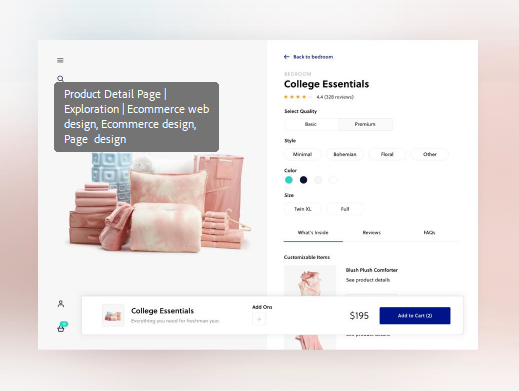 Product Detail Page |
Exploration | Ecommerce web
design, Ecommerce design,
Page design
Back to bedroom
BEDROOM
College Essentials
4.4 (328 reviews)
Select Quality
Basic
Premium
Style
Minimal
Bohemian
Floral
Other
Color
Size
Twin XL
Full
What's Inside
Reviews
FAQs
Customizable Items
Blush Plush Comforter
See product details
College Essentials
Everything you need for freshman year.
Add Ons
$195
Add to Cart (2)
See product details